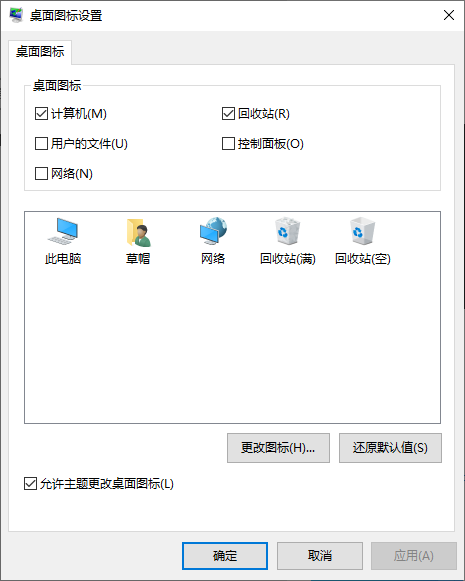 桌面图标设置
桌面图标
桌面图标
计算机(M) 回收站(R)
用户的文件(U) 控制面板(O)
网络(N)
此电脑 草帽 网络 回收站(满) 回收站(空)
更改图标(H)... 还原默认值(S)
允许主题更改桌面图标(L)
确定 取消 应用(A)